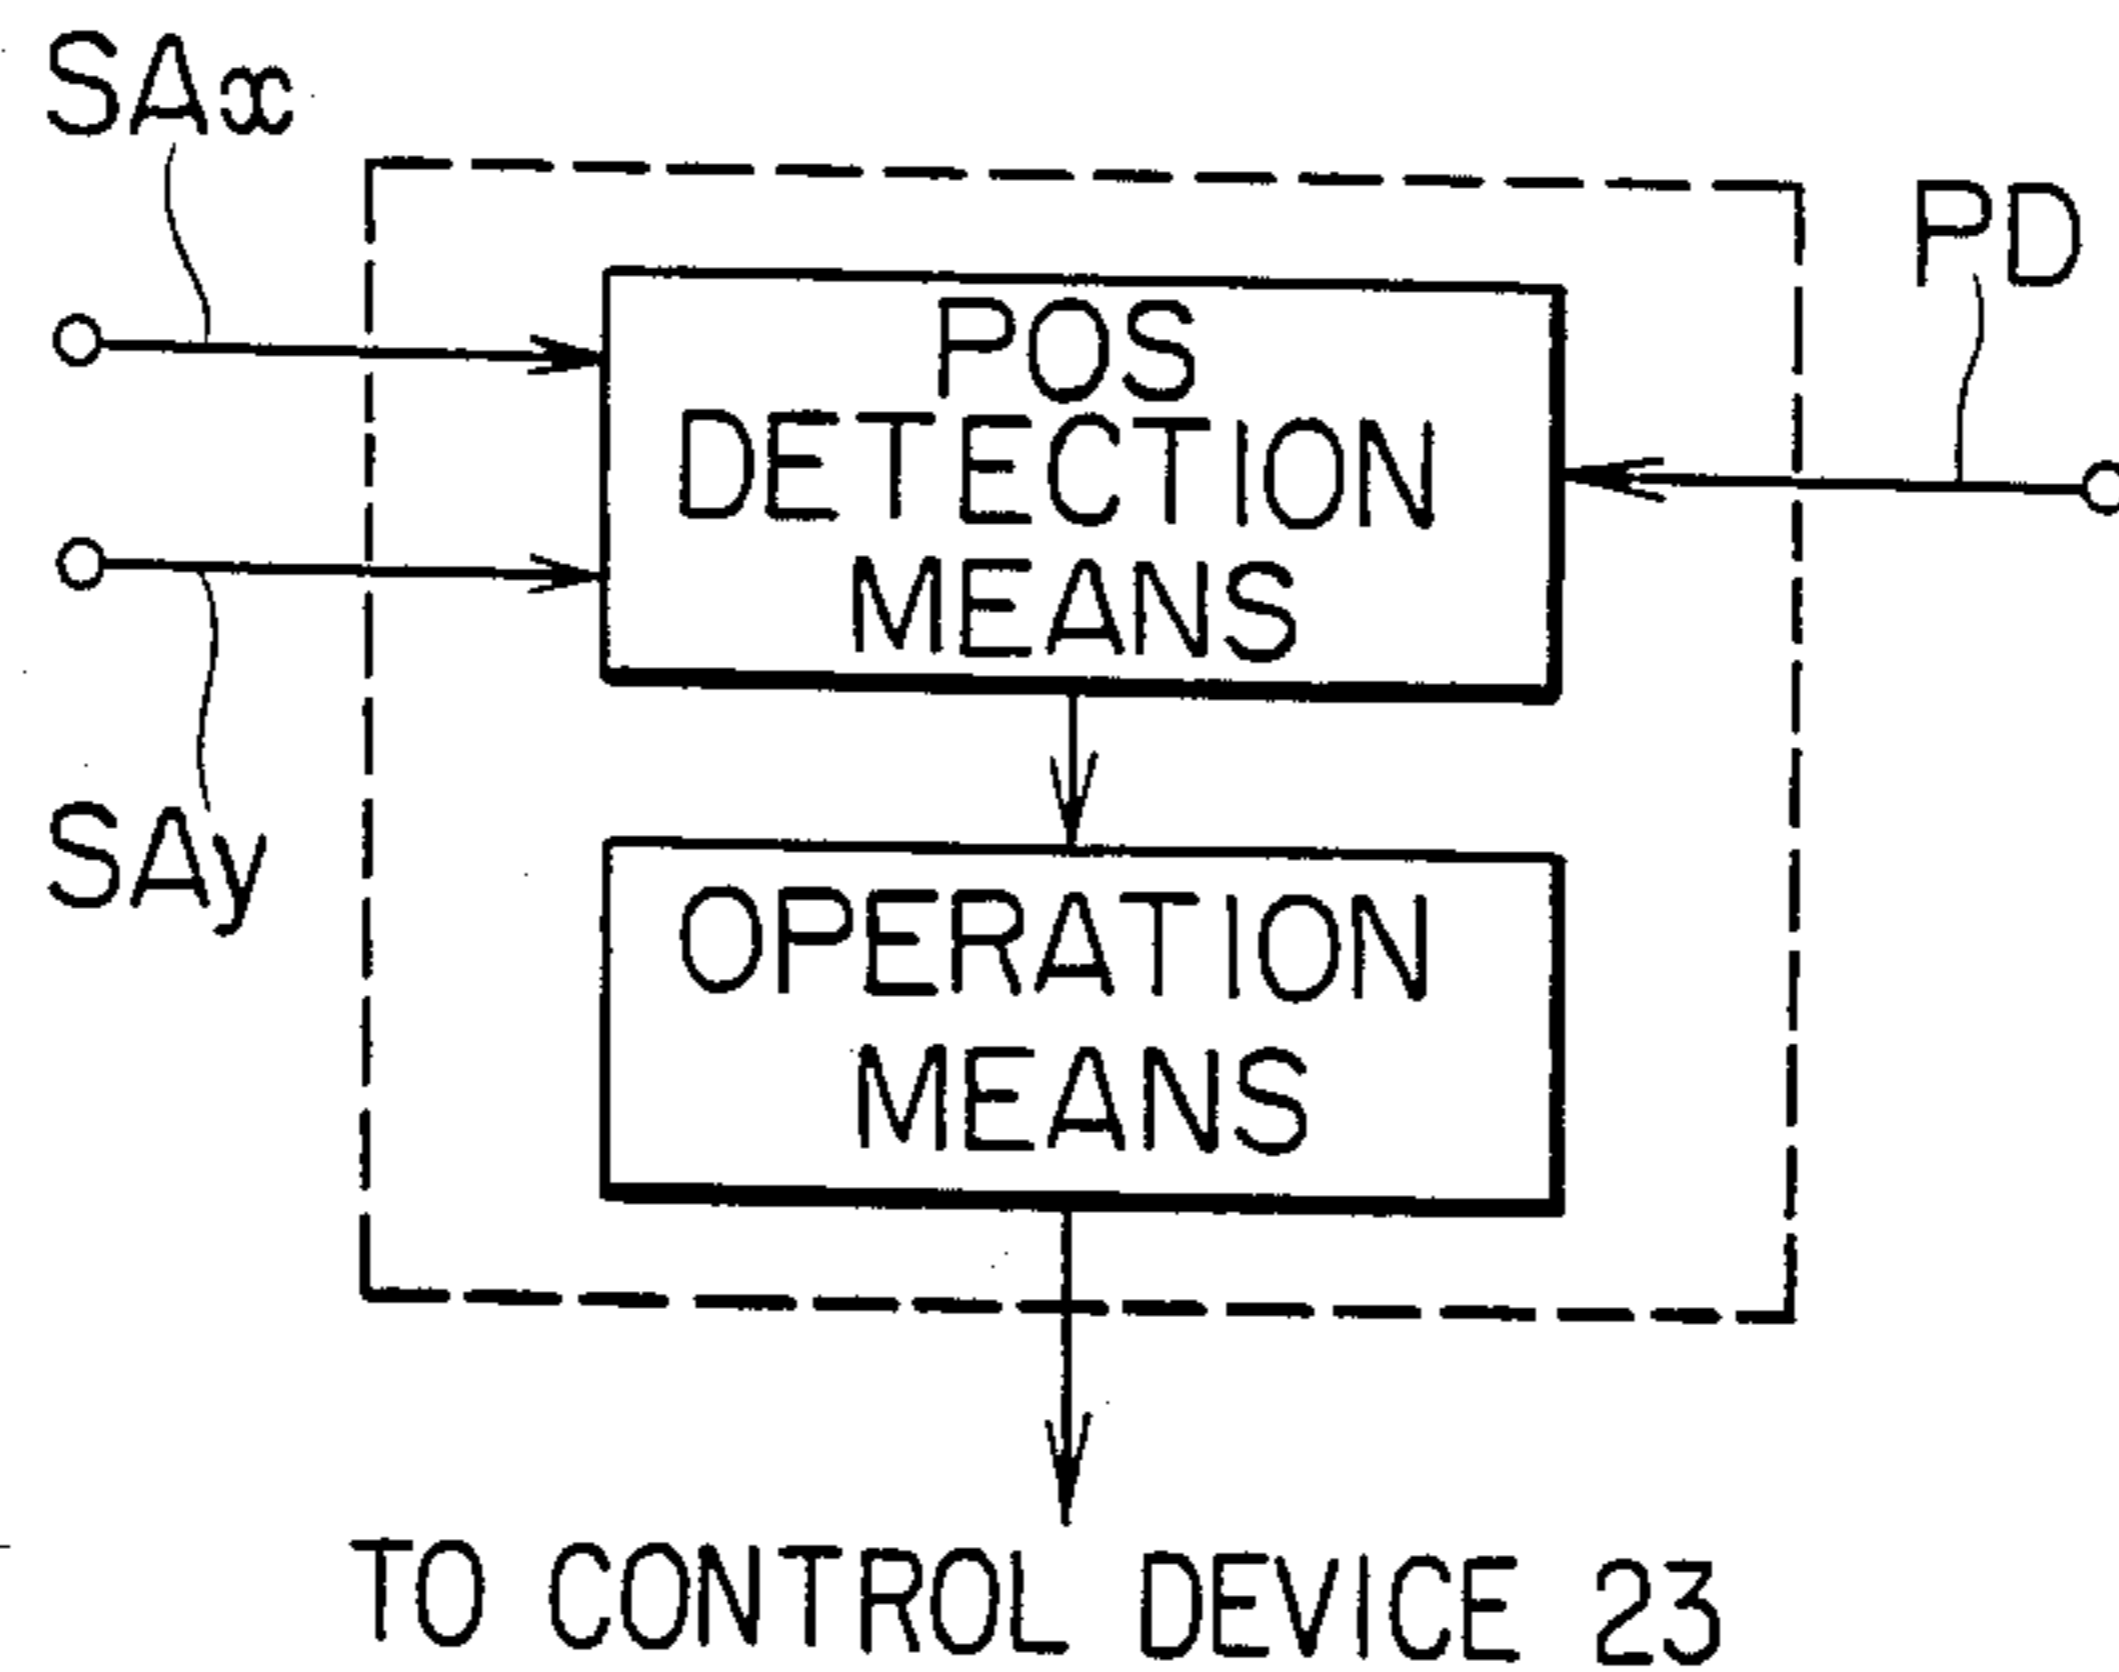 SAx
PD
POS
DETECTION
MEANS
SAy
OPERATION
MEANS
TO CONTROL DEVICE 23